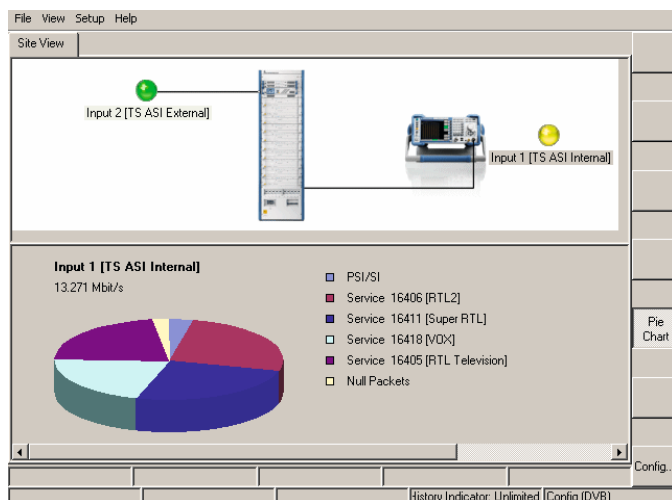 File View Setup Help
Site View
Input 2 [TS ASI External]
Input 1 [TS ASI Internal]
Input 1 [TS ASI Internal]
13.271 Mbit/s
PSI/SI
Service 16406 [RTL2]
Service 16411 [Super RTL]
Service 16418 [VOX]
Service 16405 [RTL Television]
Null Packets
Pie
Chart
Config...
History Indicator: Unlimited
Config (DVB)